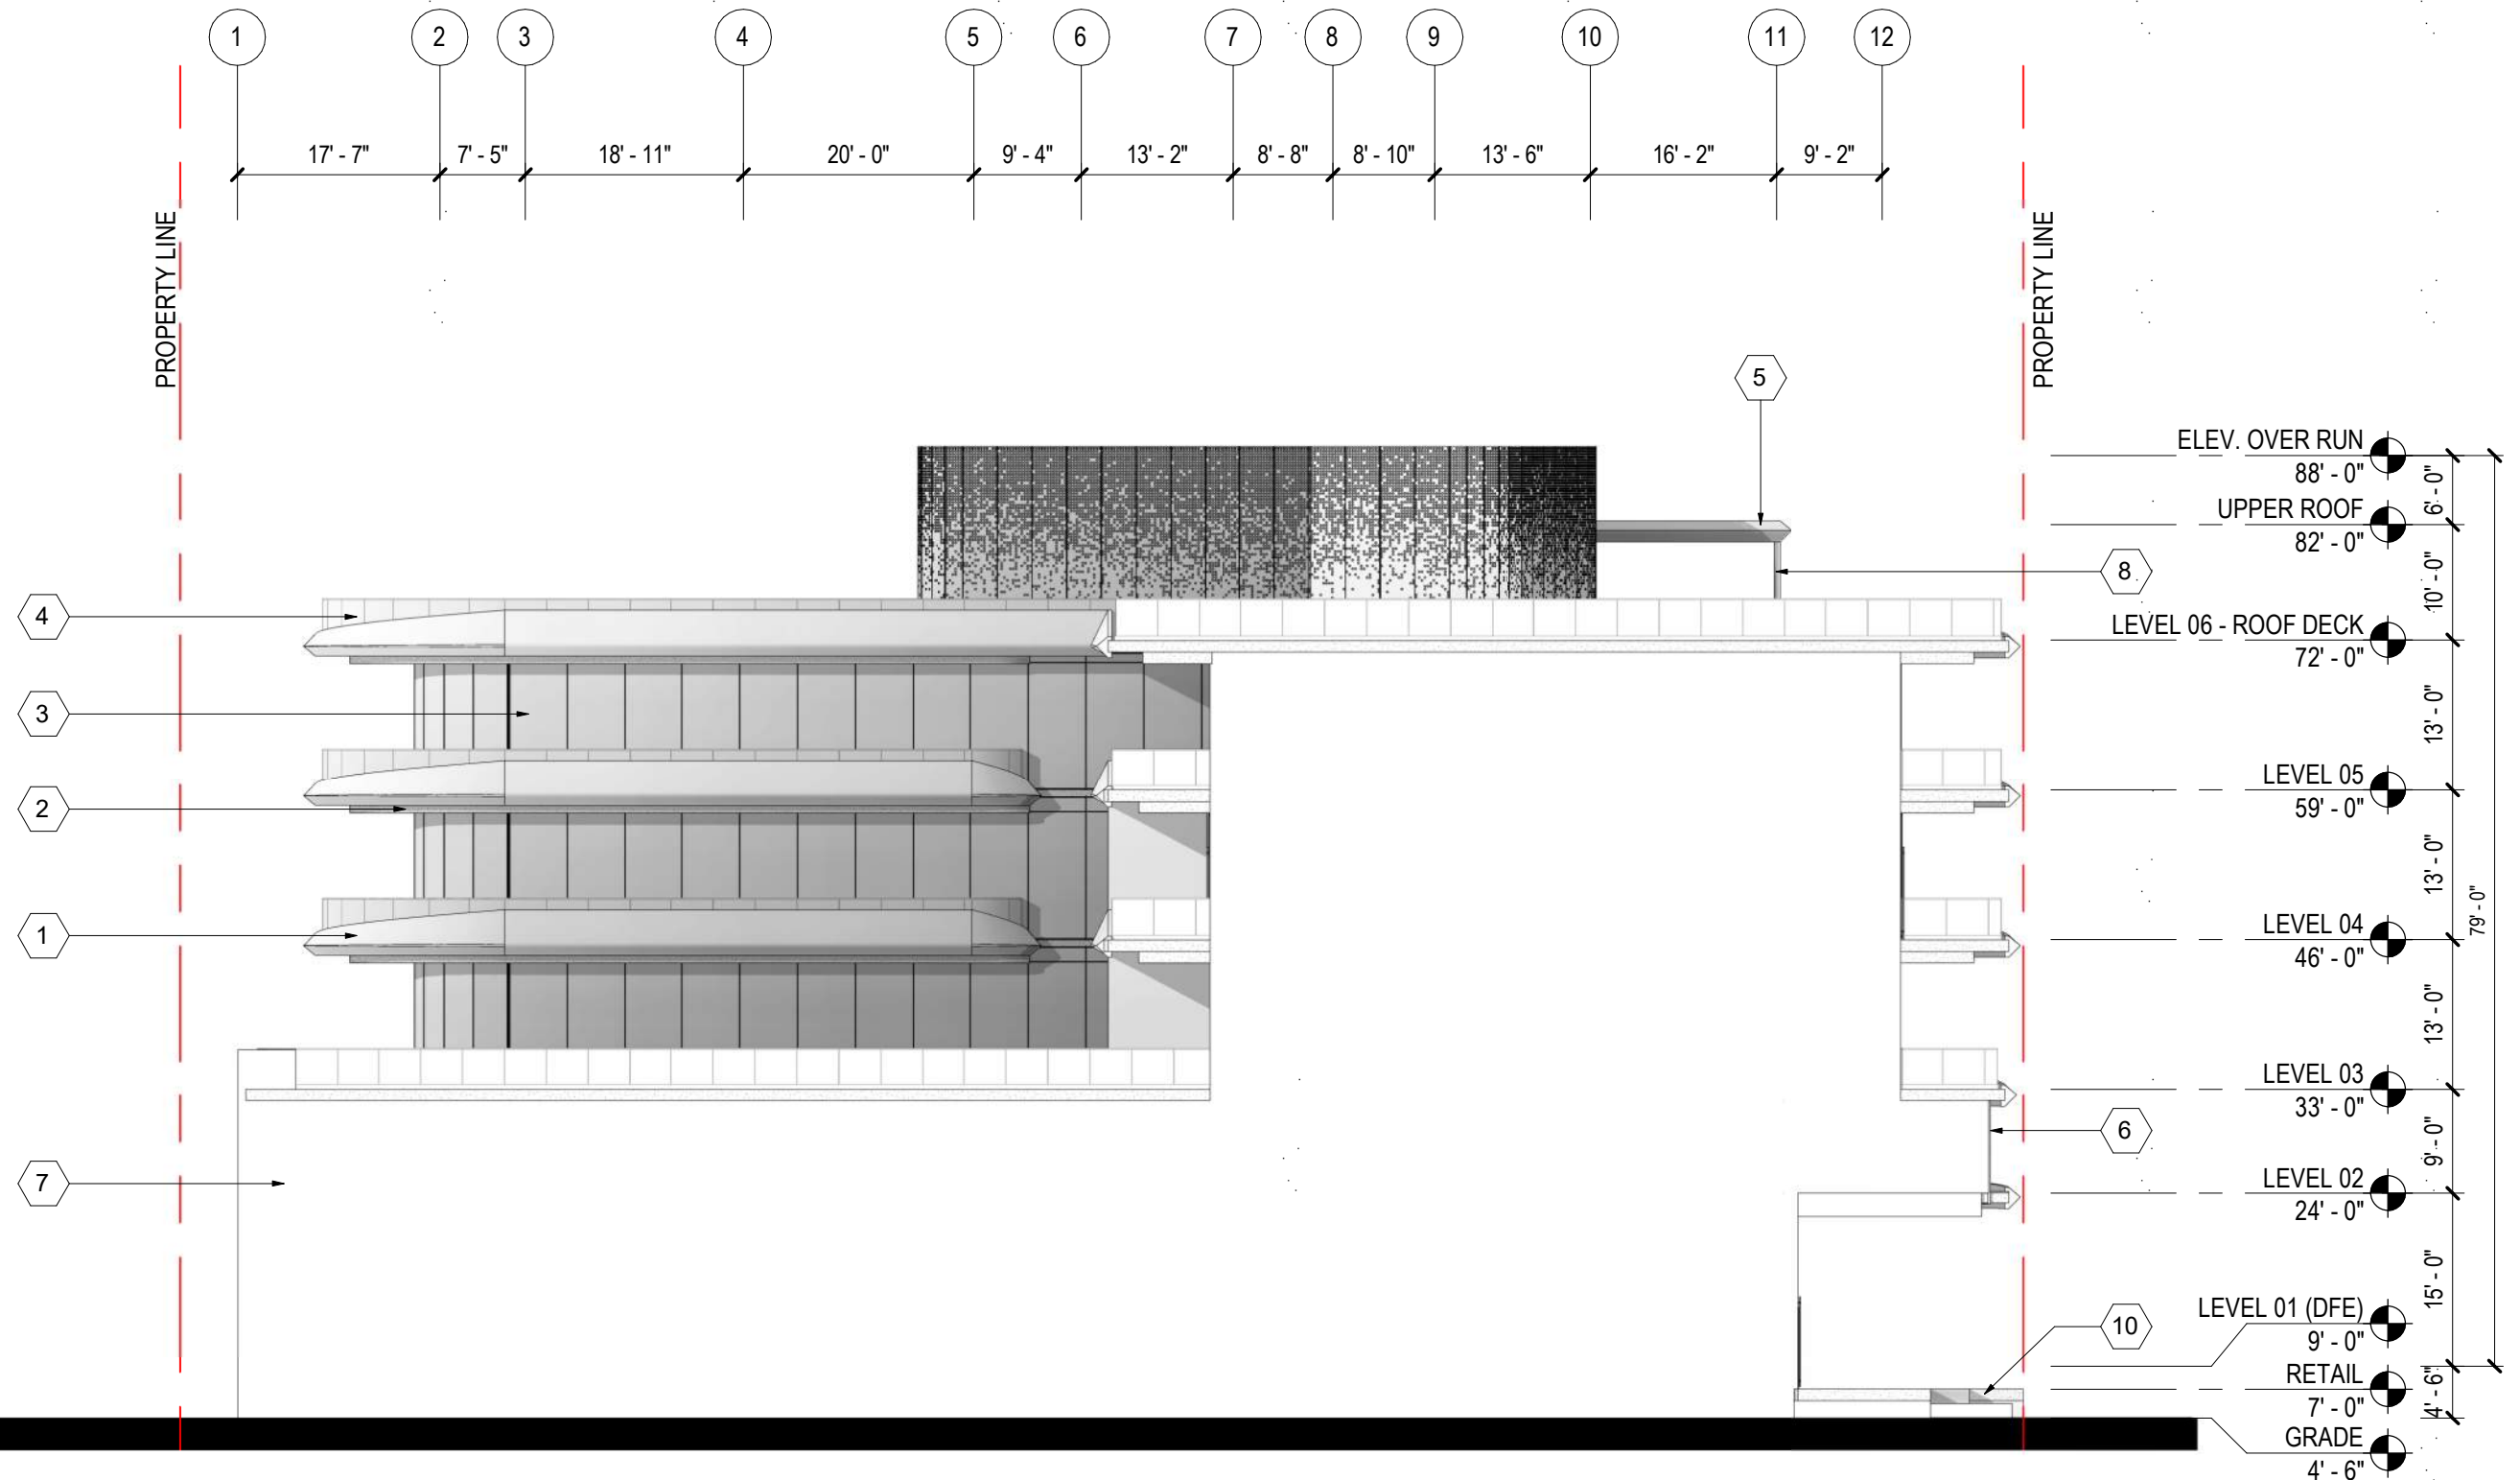 1 2 3 4 5 6 7 8 9 10 11 12
17' - 7" 7' - 5" 18' - 11" 20' - 0" 9' - 4" 13' - 2" 8' - 8" 8' - 10" 13' - 6" 16' - 2" 9' - 2"
PROPERTY LINE
PROPERTY LINE
5
ELEV. OVER RUN
88' - 0"
6' - 0"
UPPER ROOF
82' - 0"
8
10' - 0"
4
LEVEL 06 - ROOF DECK
72' - 0"
3
13' - 0"
LEVEL 05
59' - 0"
2
13' - 0"
79' - 0"
1
LEVEL 04
46' - 0"
13' - 0"
LEVEL 03
33' - 0"
6
9' - 0"
7
LEVEL 02
24' - 0"
15' - 0"
LEVEL 01 (DFE)
9' - 0"
10
RETAIL
7' - 0"
4' - 6"
GRADE
4' - 6"